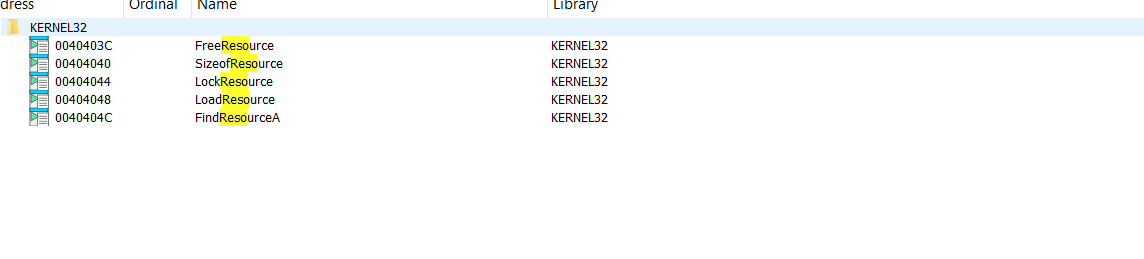 dress Ordinal Name Library
KERNEL32
0040403C FreeResource KERNEL32
00404040 SizeofResource KERNEL32
00404044 LockResource KERNEL32
00404048 LoadResource KERNEL32
0040404C FindResourceA KERNEL32